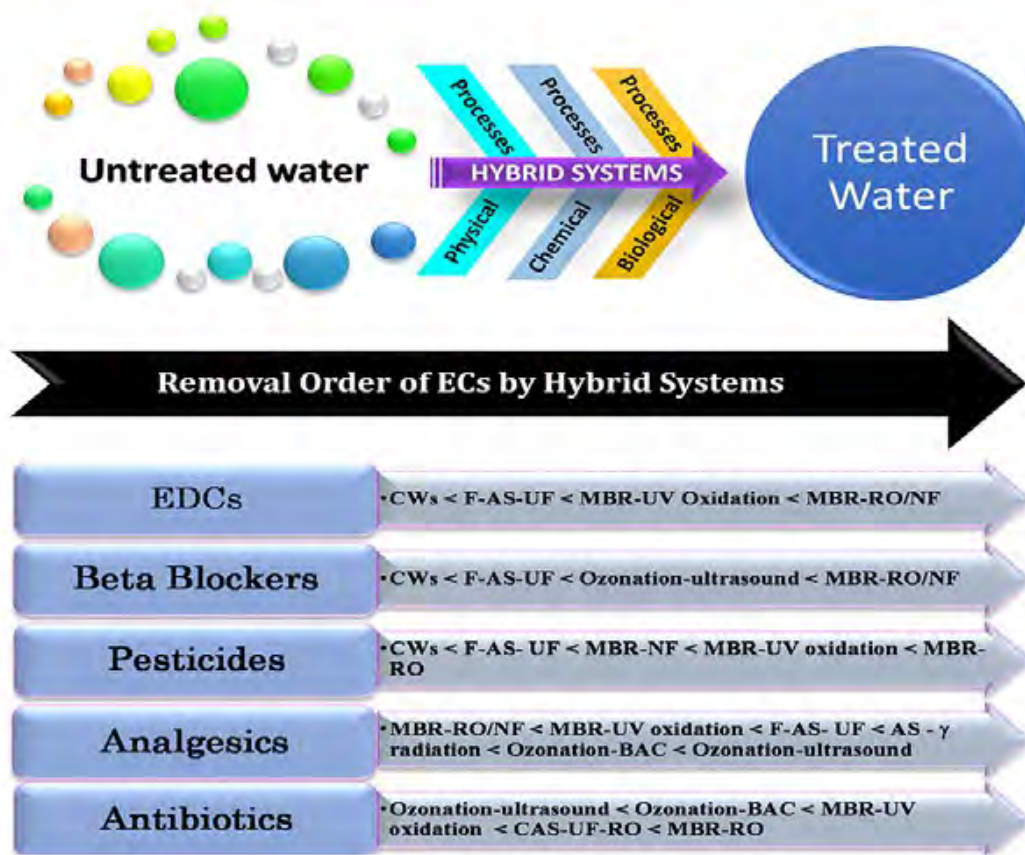 Untreated water
Processes
Processes
Processes
HYBRID SYSTEMS
Physical
Chemical
Biological
Treated
Water
Removal Order of ECs by Hybrid Systems
EDCs
•CWs < F-AS-UF < MBR-UV Oxidation < MBR-RO/NF
Beta Blockers
•CWs < F-AS-UF < Ozonation-ultrasound < MBR-RO/NF
Pesticides
•CWs < F-AS- UF < MBR-NF < MBR-UV oxidation < MBR-
RO
Analgesics
•MBR-RO/NF < MBR-UV oxidation < F-AS- UF < AS - γ
radiation < Ozonation-BAC < Ozonation-ultrasound
Antibiotics
•Ozonation-ultrasound < Ozonation-BAC < MBR-UV
oxidation < CAS-UF-RO < MBR-RO